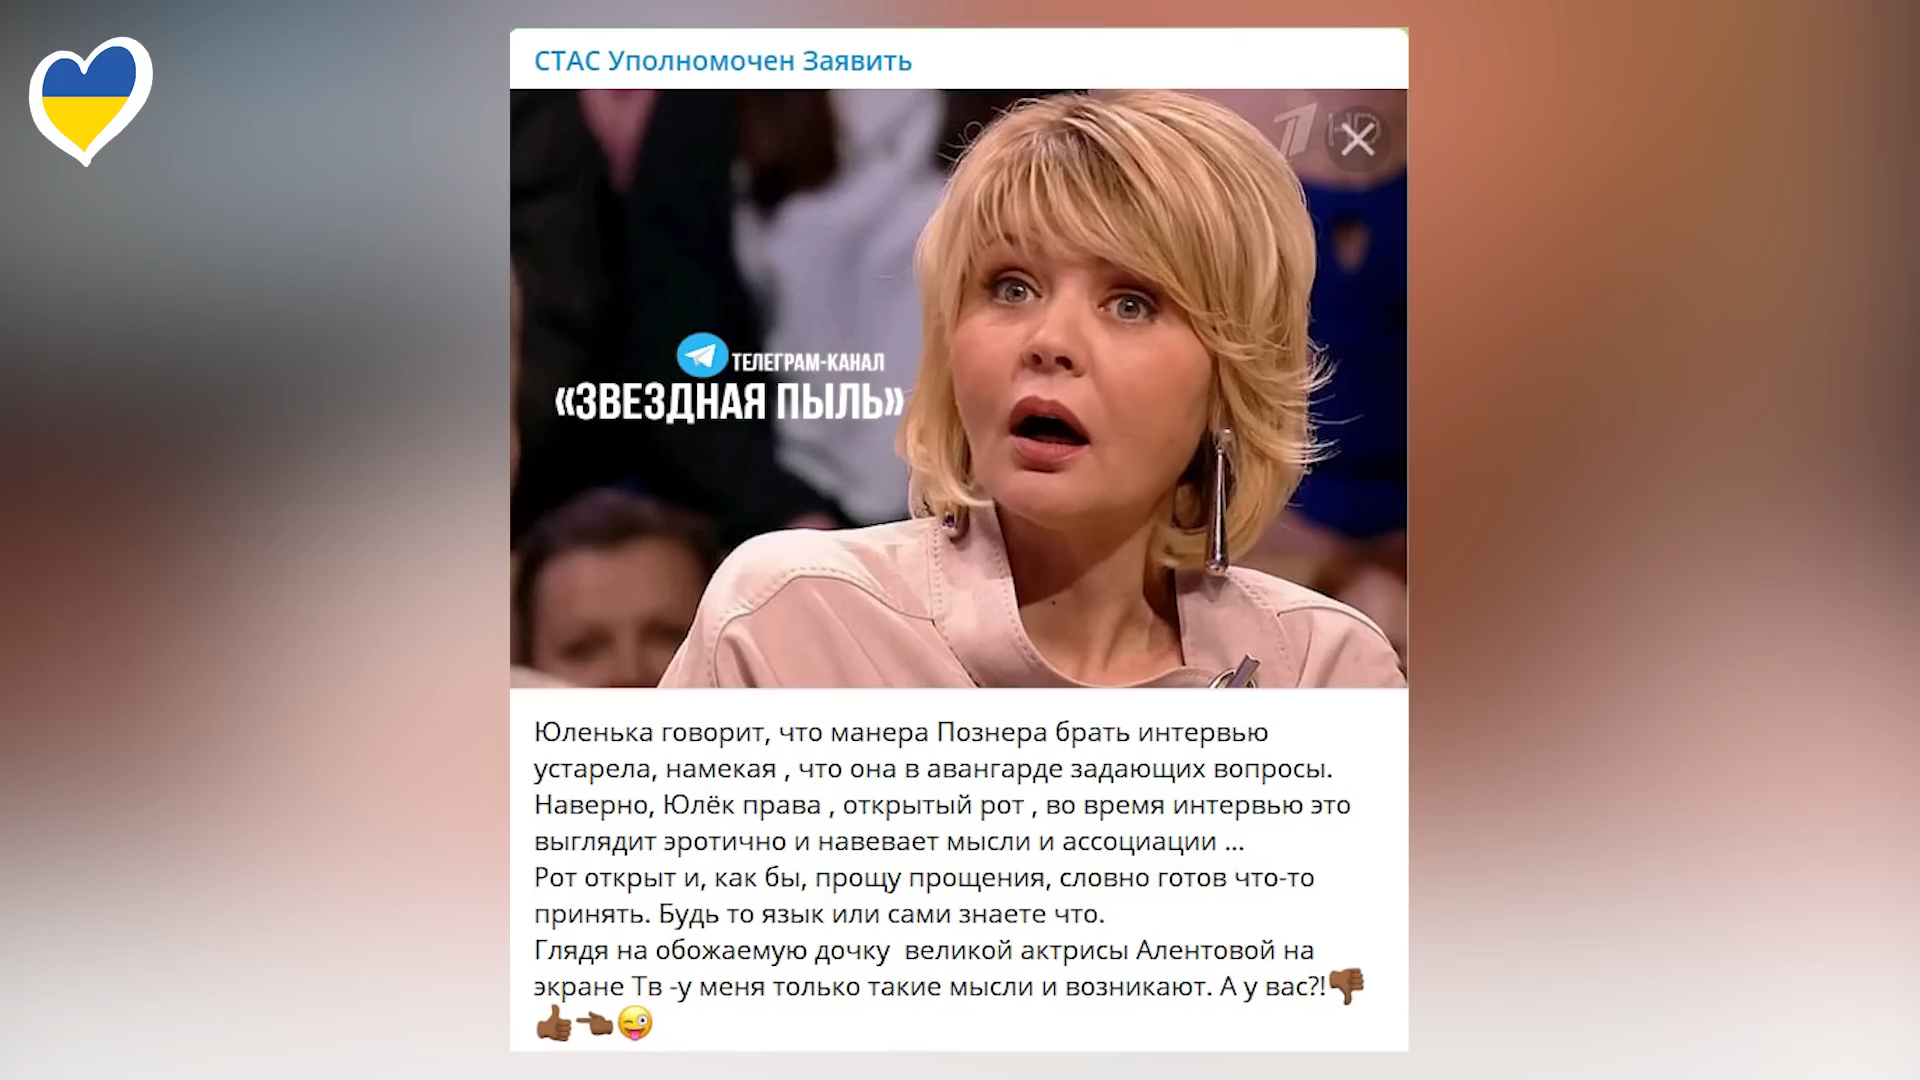 СТАС Уполномочен Заявить
HD
ТЕЛЕГРАМ-КАНАЛ
«ЗВЕЗДНАЯ ПЫЛЬ»
Юленька говорит, что манера Познера брать интервью
устарела, намекая , что она в авангарде задающих вопросы.
Наверно, Юлёк права , открытый рот , во время интервью это
выглядит эротично и навевает мысли и ассоциации ...
Рот открыт и, как бы, прощу прощения, словно готов что-то
принять. Будь то язык или сами знаете что.
Глядя на обожаемую дочку  великой актрисы Алентовой на
экране Тв -у меня только такие мысли и возникают. А у вас?!👎🏾
👍🏾👈🏾😜